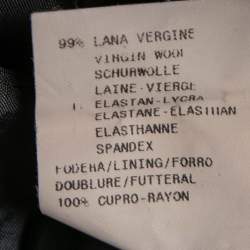 99% LANA VERGINE
VIRGIN WOOL
SCHURWOLLE
LAINE-VIERGE
1. ELASTAN-LYCRA
ELASTANE-ELASTHAN
ELASTHANNE
SPANDEX
FODERA/LINING/FORRO
DOUBLURE/FUTTERAL
100% CUPRO-RAYON